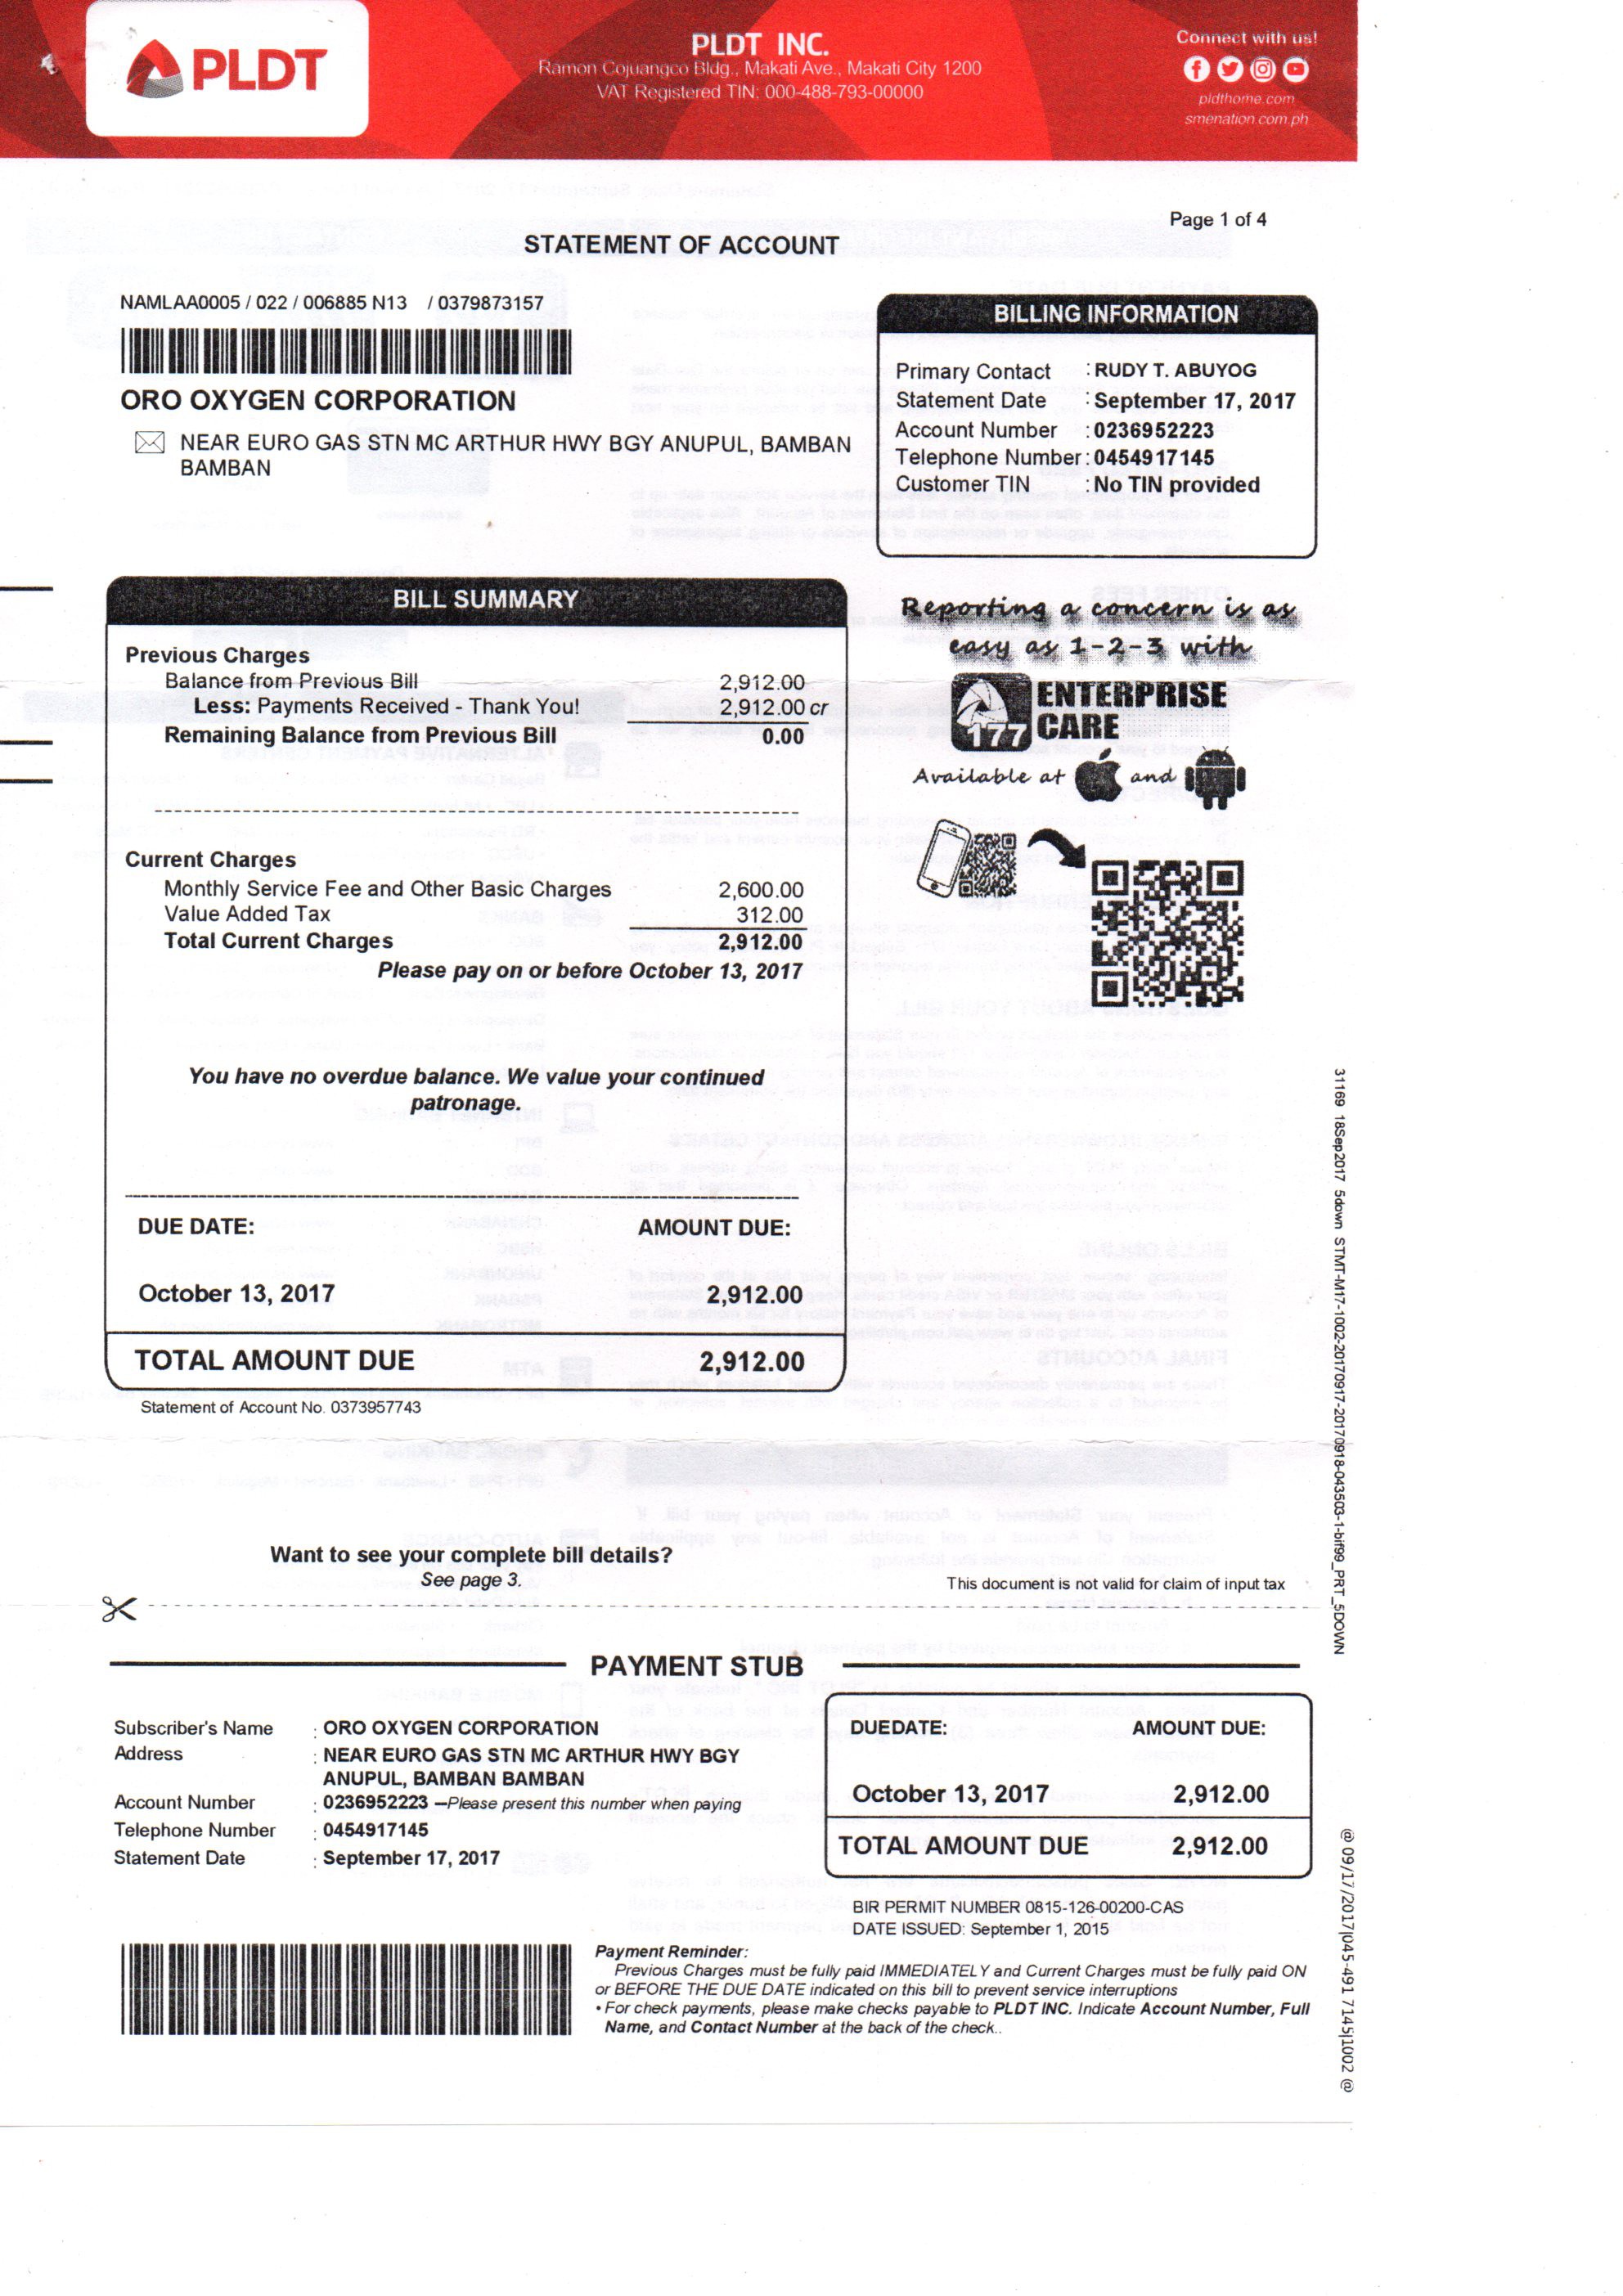 PLDT
PLDT INC.
Ramon Cojuangco Bldg., Makati Ave., Makati City 1200
VAT Registered TIN: 000-488-793-00000
Connect with us!
pldthome.com
smenation.com.ph
Page 1 of 4
STATEMENT OF ACCOUNT
NAMLAA0005 / 022 / 006885 N13 / 0379873157
ORO OXYGEN CORPORATION
NEAR EURO GAS STN MC ARTHUR HWY BGY ANUPUL, BAMBAN
BAMBAN
BILLING INFORMATION
Primary Contact : RUDY T. ABUYOG
Statement Date : September 17, 2017
Account Number : 0236952223
Telephone Number : 0454917145
Customer TIN : No TIN provided
BILL SUMMARY
Previous Charges
Balance from Previous Bill 2,912.00
Less: Payments Received - Thank You! 2,912.00 cr
Remaining Balance from Previous Bill 0.00
Current Charges
Monthly Service Fee and Other Basic Charges 2,600.00
Value Added Tax 312.00
Total Current Charges 2,912.00
Please pay on or before October 13, 2017
You have no overdue balance. We value your continued
patronage.
DUE DATE: AMOUNT DUE:
October 13, 2017 2,912.00
TOTAL AMOUNT DUE 2,912.00
Statement of Account No. 0373957743
Reporting a concern is as
easy as 1-2-3 with
177 ENTERPRISE
CARE
Available at and
Want to see your complete bill details?
See page 3.
This document is not valid for claim of input tax
31169 18Sep2017 5down STMT-M17-1002-20170917-20170918-043503-1-bif99_PRT_5DOWN
PAYMENT STUB
Subscriber's Name : ORO OXYGEN CORPORATION
Address : NEAR EURO GAS STN MC ARTHUR HWY BGY
ANUPUL, BAMBAN BAMBAN
Account Number : 0236952223 –Please present this number when paying
Telephone Number : 0454917145
Statement Date : September 17, 2017
DUEDATE: AMOUNT DUE:
October 13, 2017 2,912.00
TOTAL AMOUNT DUE 2,912.00
BIR PERMIT NUMBER 0815-126-00200-CAS
DATE ISSUED: September 1, 2015
Payment Reminder:
Previous Charges must be fully paid IMMEDIATELY and Current Charges must be fully paid ON
or BEFORE THE DUE DATE indicated on this bill to prevent service interruptions
• For check payments, please make checks payable to PLDT INC. Indicate Account Number, Full
Name, and Contact Number at the back of the check..
@ 09/17/2017|045-491 7145|1002 @